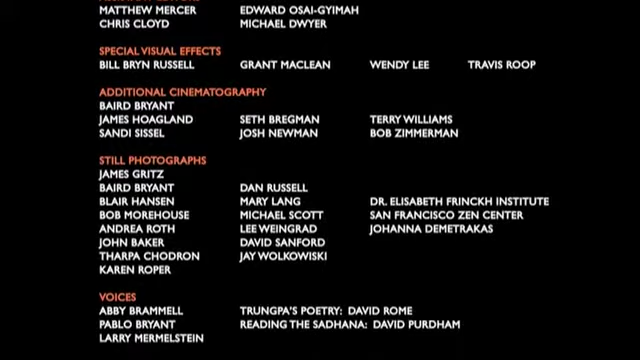 MATTHEW MERCER EDWARD OSAI-GYIMAH
CHRIS CLOYD MICHAEL DWYER
SPECIAL VISUAL EFFECTS
BILL BRYN RUSSELL GRANT MACLEAN WENDY LEE TRAVIS ROOP
ADDITIONAL CINEMATOGRAPHY
BAIRD BRYANT
JAMES HOAGLAND SETH BREGMAN TERRY WILLIAMS
SANDI SISSEL JOSH NEWMAN BOB ZIMMERMAN
STILL PHOTOGRAPHS
JAMES GRITZ
BAIRD BRYANT DAN RUSSELL
BLAIR HANSEN MARY LANG DR. ELISABETH FRINCKH INSTITUTE
BOB MOREHOUSE MICHAEL SCOTT SAN FRANCISCO ZEN CENTER
ANDREA ROTH LEE WEINGRAD JOHANNA DEMETRAKAS
JOHN BAKER DAVID SANFORD
THARPA CHODRON JAY WOLKOWISKI
KAREN ROPER
VOICES
ABBY BRAMMELL TRUNGPA'S POETRY: DAVID ROME
PABLO BRYANT READING THE SADHANA: DAVID PURDHAM
LARRY MERMELSTEIN